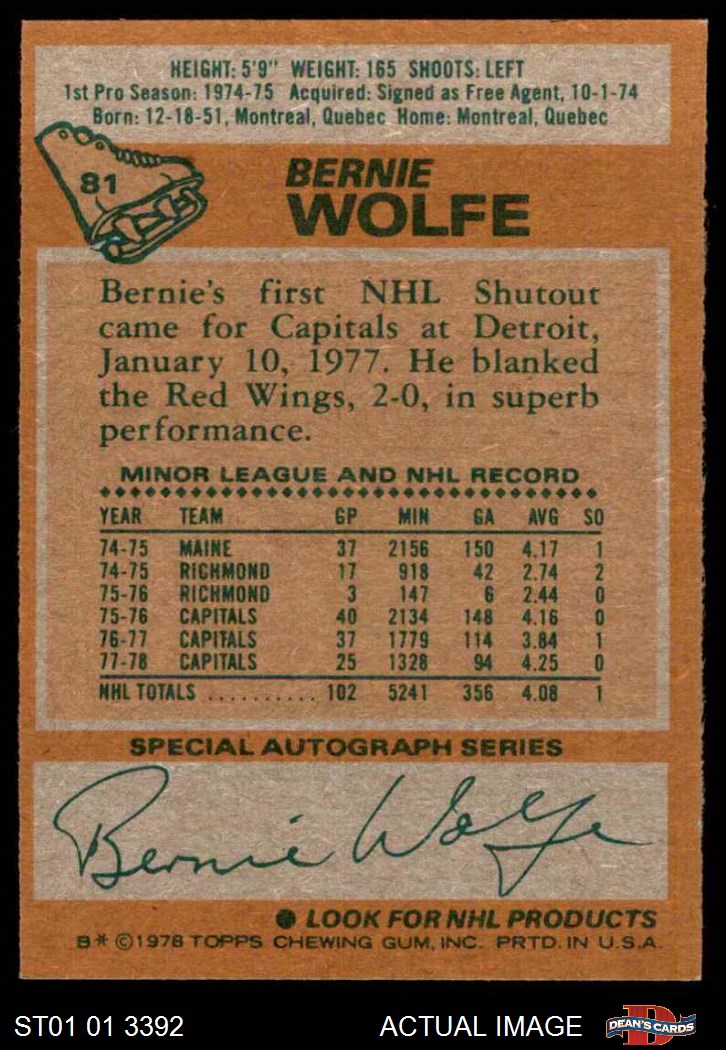 HEIGHT: 5'9" WEIGHT: 165 SHOOTS: LEFT
1st Pro Season: 1974-75 Acquired: Signed as Free Agent, 10-1-74
Born: 12-18-51, Montreal, Quebec Home: Montreal, Quebec
81
BERNIE
WOLFE
Bernie's first NHL Shutout
came for Capitals at Detroit,
January 10, 1977. He blanked
the Red Wings, 2-0, in superb
performance.
MINOR LEAGUE AND NHL RECORD
YEAR TEAM GP MIN GA AVG SO
74-75 MAINE 37 2156 150 4.17 1
74-75 RICHMOND 17 918 42 2.74 2
75-76 RICHMOND 3 147 6 2.44 0
75-76 CAPITALS 40 2134 148 4.16 0
76-77 CAPITALS 37 1779 114 3.84 1
77-78 CAPITALS 25 1328 94 4.25 0
NHL TOTALS .......... 102 5241 356 4.08 1
SPECIAL AUTOGRAPH SERIES
Bernie Wolfe
● LOOK FOR NHL PRODUCTS
B* ©1978 TOPPS CHEWING GUM, INC. PRTD. IN U.S.A.
ST01 01 3392 ACTUAL IMAGE D DEAN'S CARDS